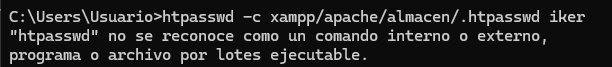 C:\Users\Usuario>htpasswd -c xampp/apache/almacen/.htpasswd iker
"htpasswd" no se reconoce como un comando interno o externo,
programa o archivo por lotes ejecutable.